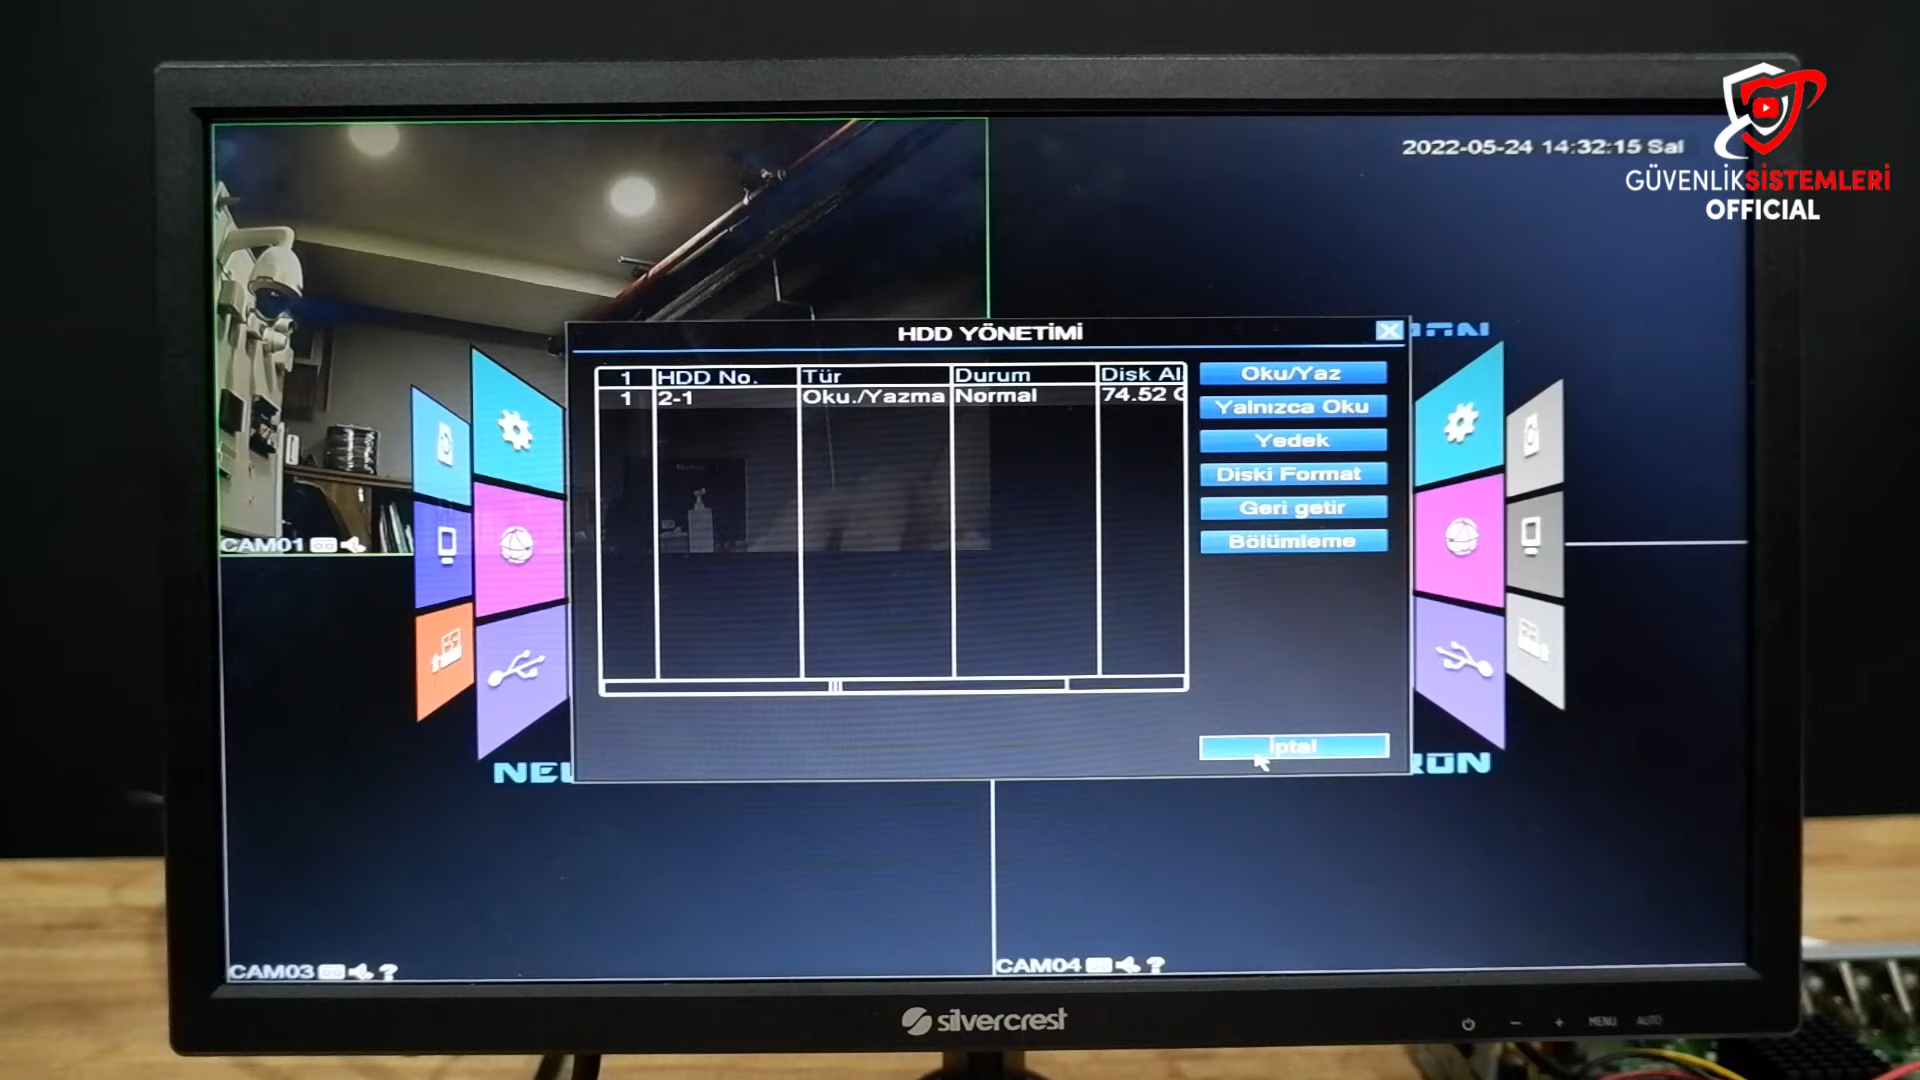 2022-05-24 14:32:15 Sal
GÜVENLİKSİSTEMLERİ
OFFICIAL
HDD YÖNETİMİ
1 HDD No. Tür Durum Disk Al
1 2-1 Oku./Yazma Normal 74.52 G
Oku/Yaz
Yalnızca Oku
Yedek
Diski Format
Geri getir
Bölümleme
İptal
CAM01
CAM03 ?
CAM04 ?
silvercrest
MENU AUTO